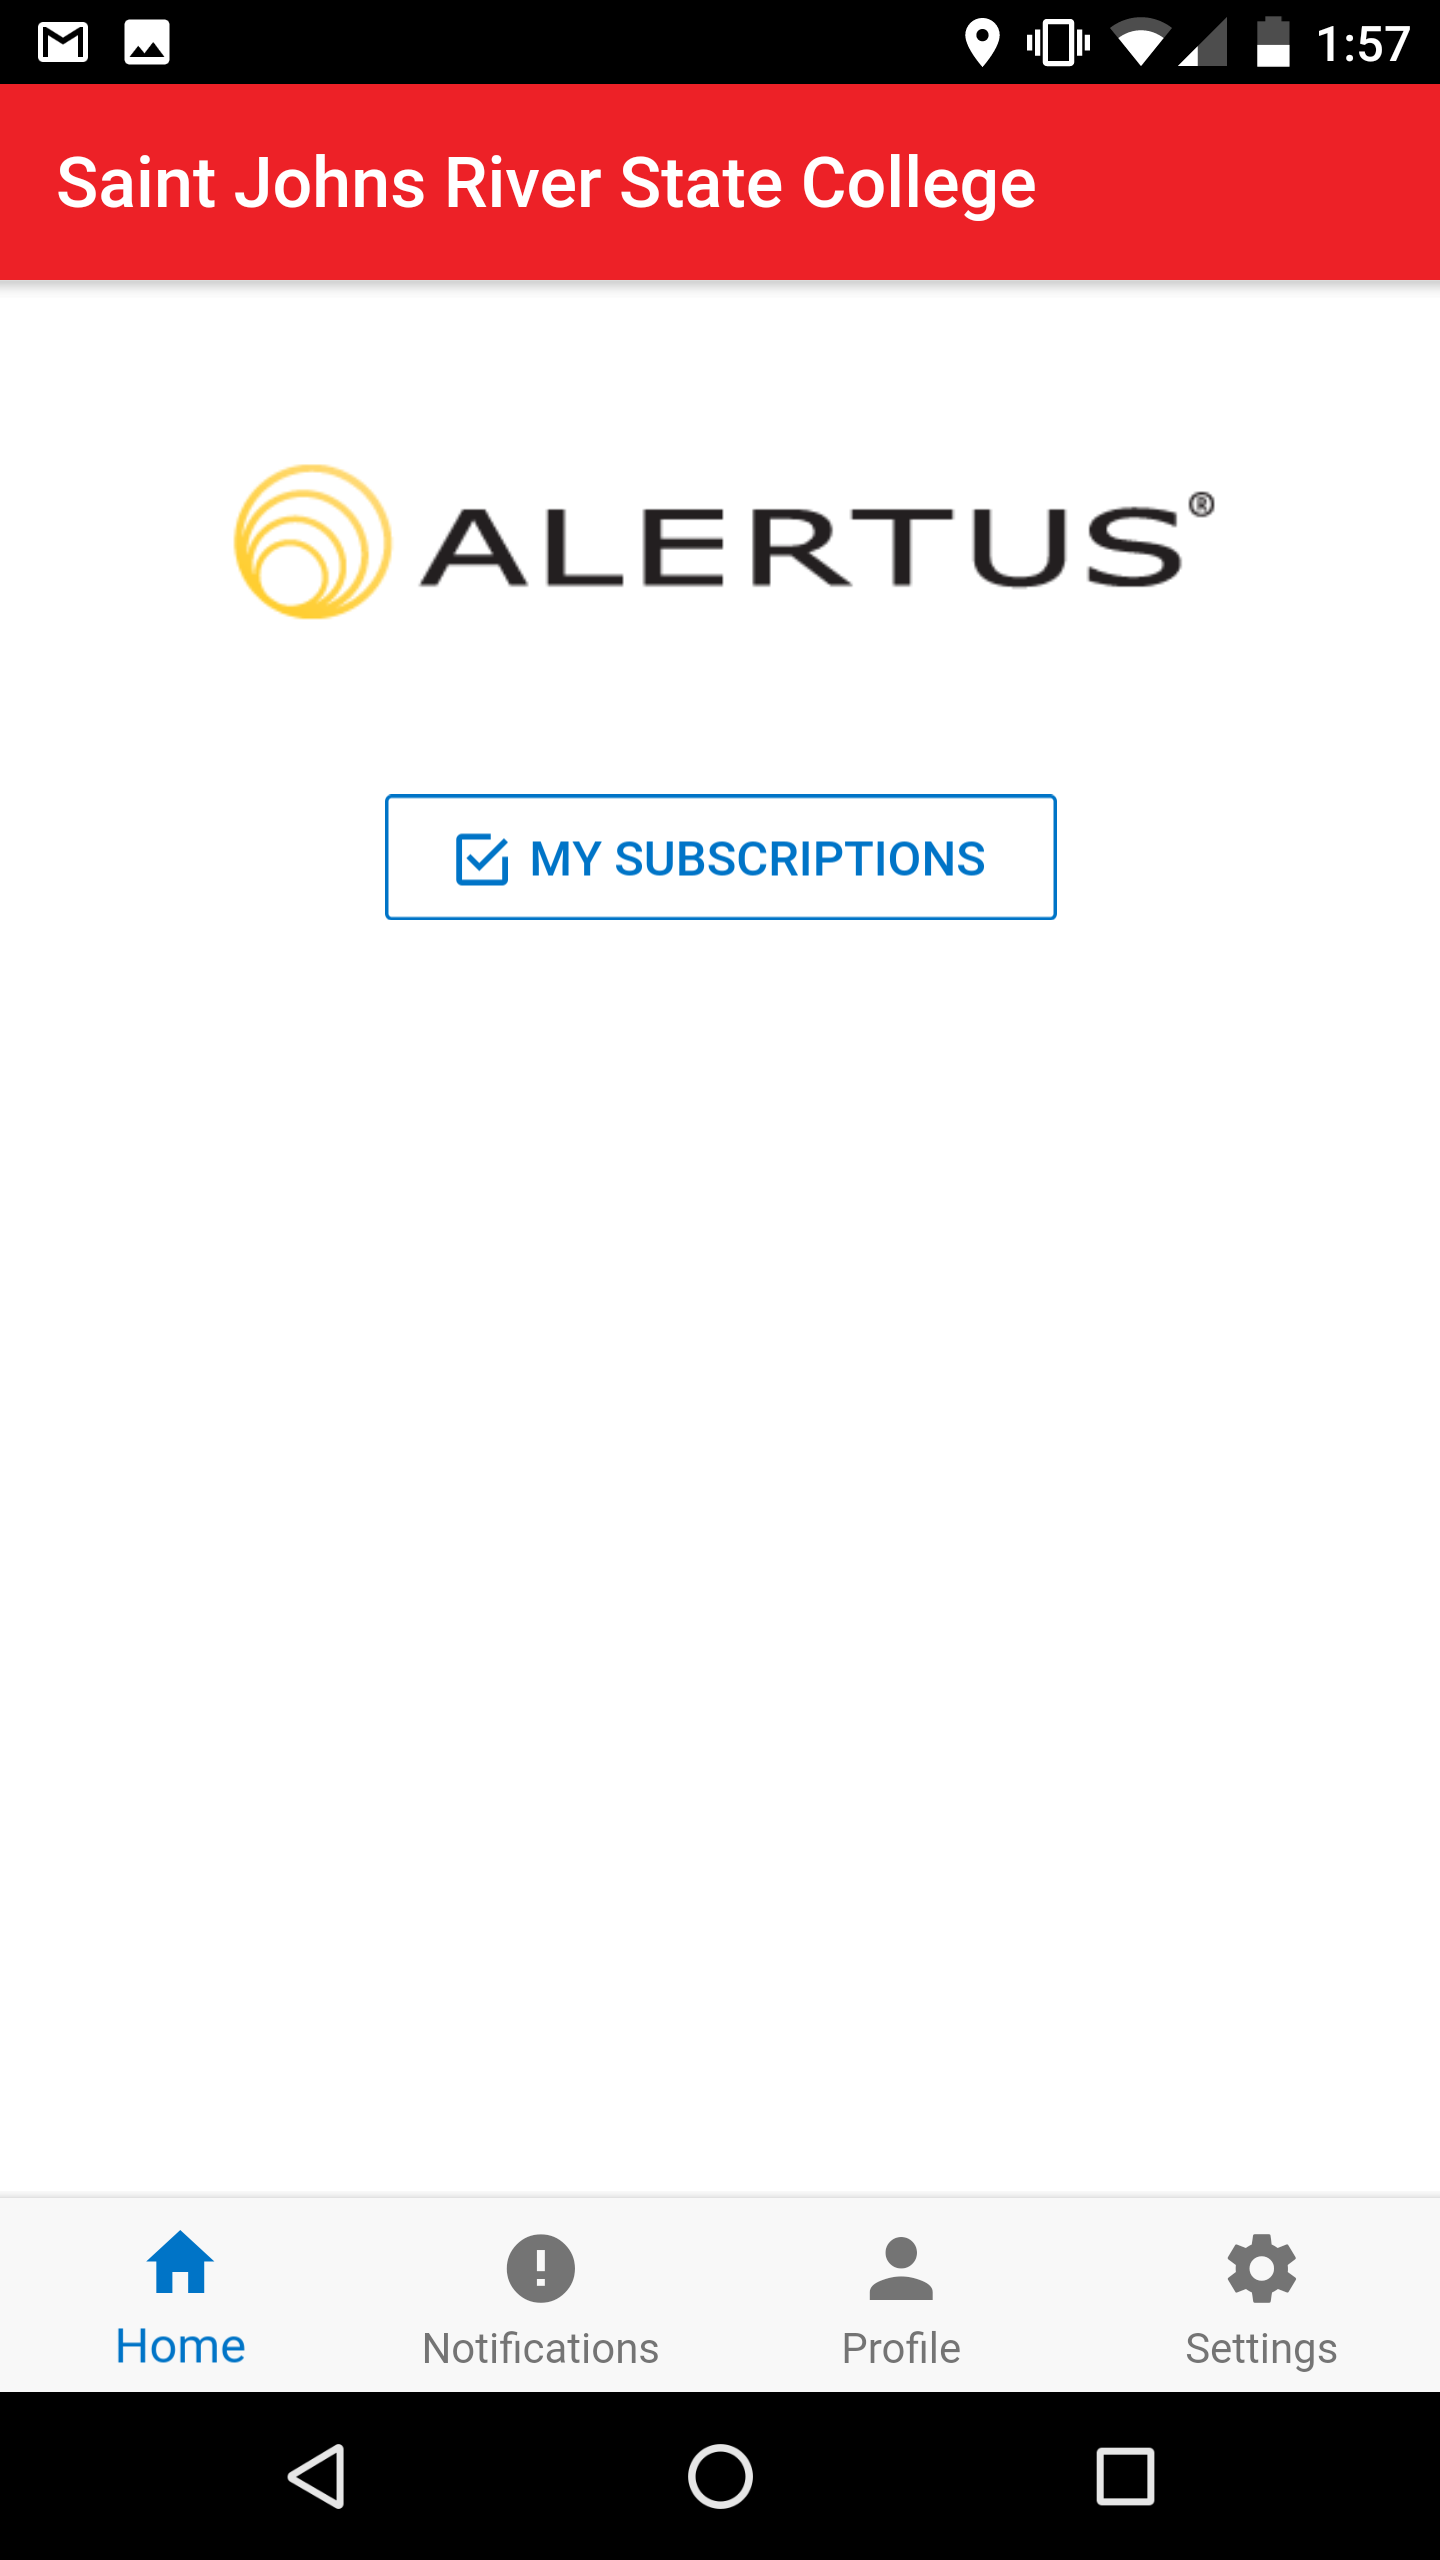 1:57
Saint Johns River State College
ALERTUS®
MY SUBSCRIPTIONS
Home
Notifications
Profile
Settings